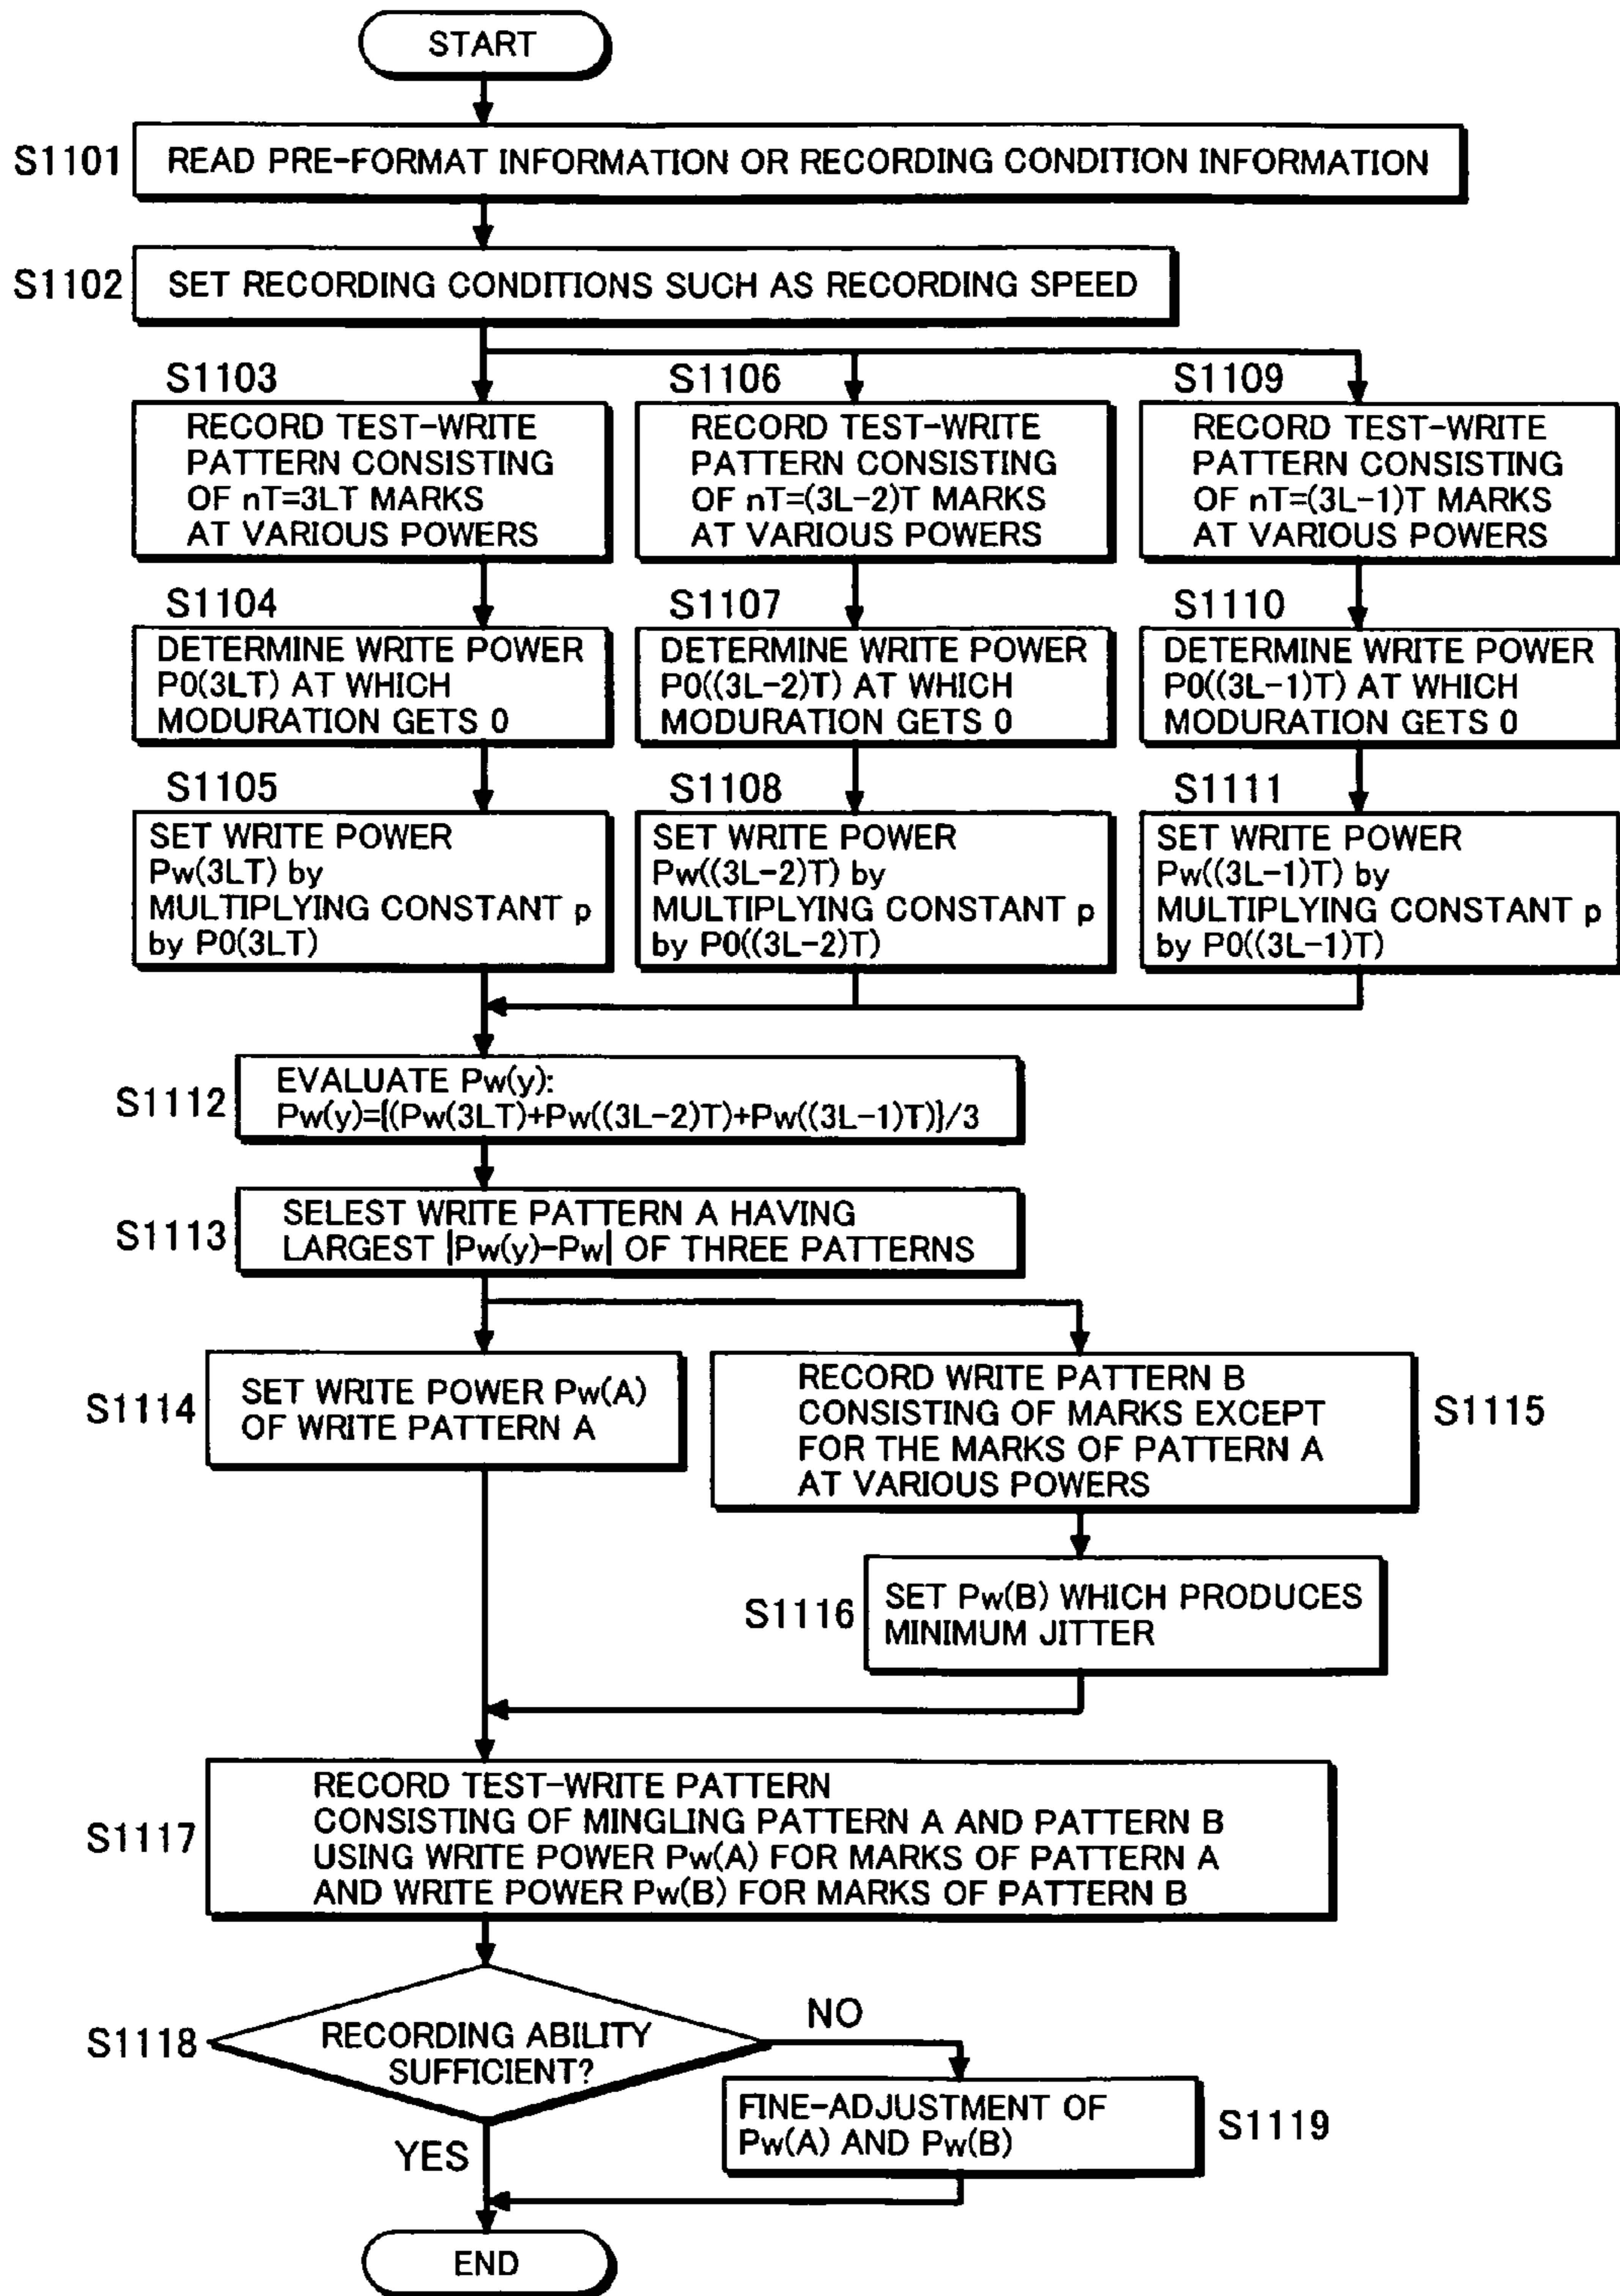 START
S1101
READ PRE-FORMAT INFORMATION OR RECORDING CONDITION INFORMATION
S1102
SET RECORDING CONDITIONS SUCH AS RECORDING SPEED
S1103
RECORD TEST-WRITE
PATTERN CONSISTING
OF nT=3LT MARKS
AT VARIOUS POWERS
S1106
RECORD TEST-WRITE
PATTERN CONSISTING
OF nT=(3L-2)T MARKS
AT VARIOUS POWERS
S1109
RECORD TEST-WRITE
PATTERN CONSISTING
OF nT=(3L-1)T MARKS
AT VARIOUS POWERS
S1104
DETERMINE WRITE POWER
P0(3LT) AT WHICH
MODURATION GETS 0
S1107
DETERMINE WRITE POWER
P0((3L-2)T) AT WHICH
MODURATION GETS 0
S1110
DETERMINE WRITE POWER
P0((3L-1)T) AT WHICH
MODURATION GETS 0
S1105
SET WRITE POWER
Pw(3LT) by
MULTIPLYING CONSTANT p
by P0(3LT)
S1108
SET WRITE POWER
Pw((3L-2)T) by
MULTIPLYING CONSTANT p
by P0((3L-2)T)
S1111
SET WRITE POWER
Pw((3L-1)T) by
MULTIPLYING CONSTANT p
by P0((3L-1)T)
S1112
EVALUATE Pw(y):
Pw(y)={(Pw(3LT)+Pw((3L-2)T)+Pw((3L-1)T)}/3
S1113
SELEST WRITE PATTERN A HAVING
LARGEST |Pw(y)-Pw| OF THREE PATTERNS
S1114
SET WRITE POWER Pw(A)
OF WRITE PATTERN A
RECORD WRITE PATTERN B
CONSISTING OF MARKS EXCEPT
FOR THE MARKS OF PATTERN A
AT VARIOUS POWERS
S1115
S1116
SET Pw(B) WHICH PRODUCES
MINIMUM JITTER
S1117
RECORD TEST-WRITE PATTERN
CONSISTING OF MINGLING PATTERN A AND PATTERN B
USING WRITE POWER Pw(A) FOR MARKS OF PATTERN A
AND WRITE POWER Pw(B) FOR MARKS OF PATTERN B
S1118
RECORDING ABILITY
SUFFICIENT?
NO
FINE-ADJUSTMENT OF
Pw(A) AND Pw(B)
S1119
YES
END